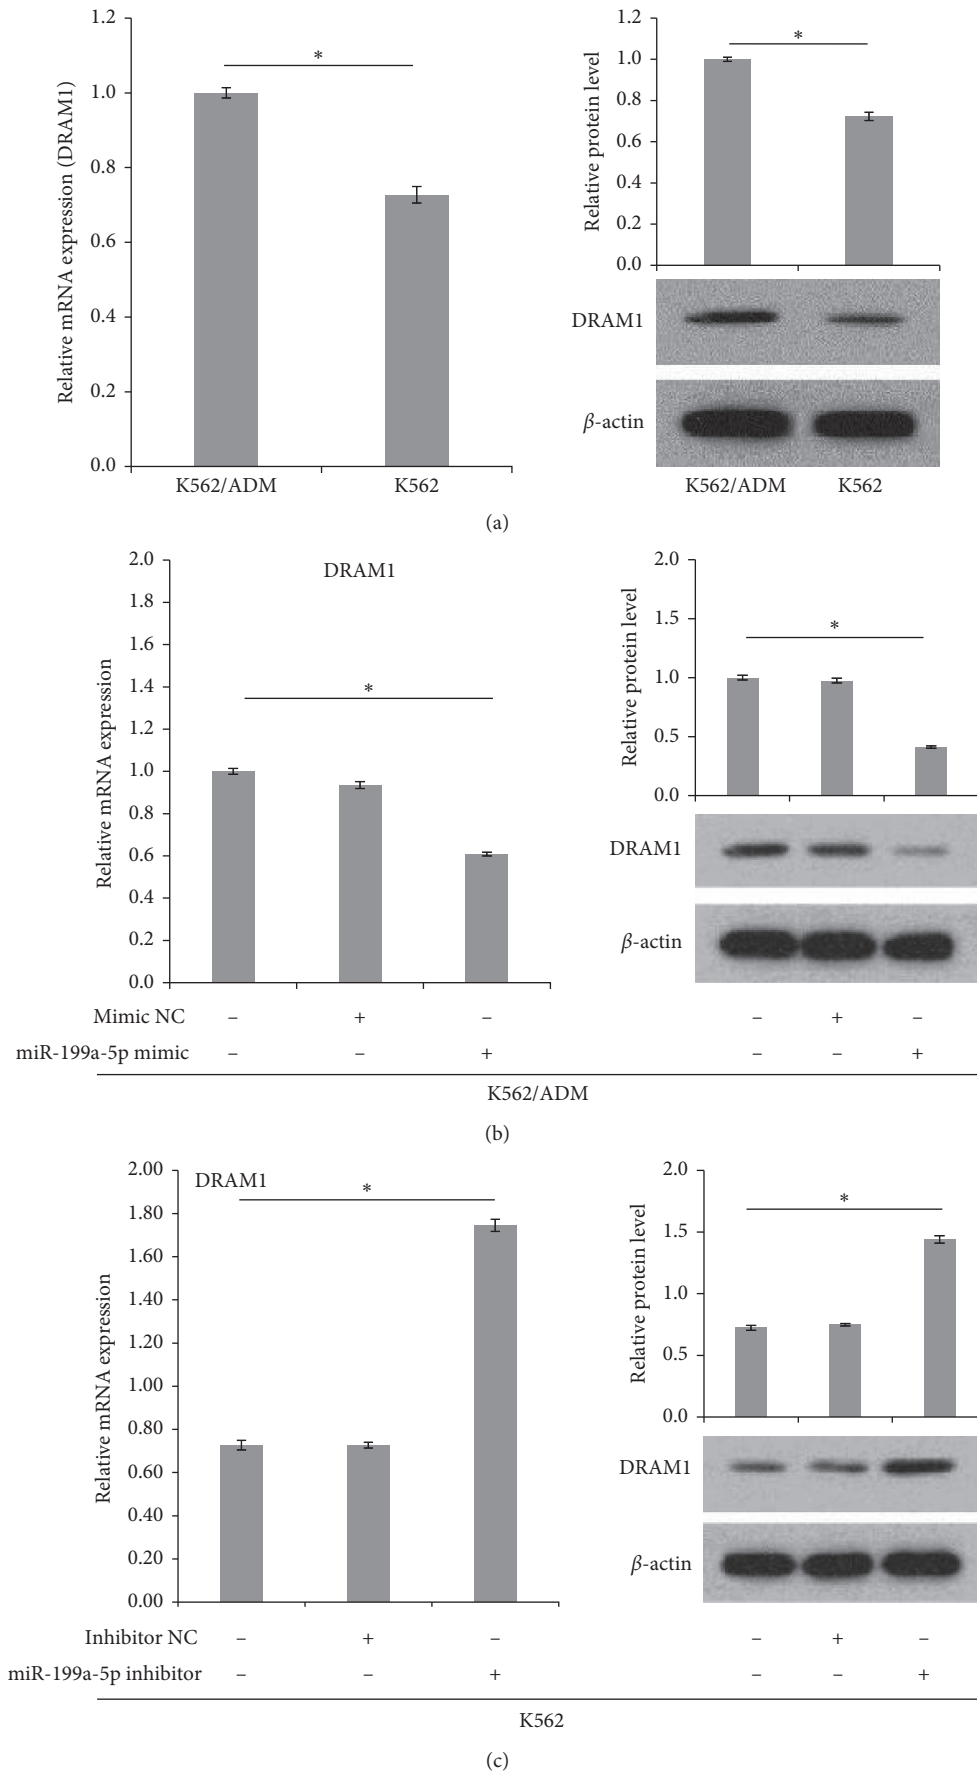 1.2
1.0
0.8
0.6
0.4
0.2
0.0
Relative mRNA expression (DRAM1)
*
K562/ADM K562
1.2
1.0
0.8
0.6
0.4
0.2
0.0
Relative protein level
*
DRAM1
β-actin
K562/ADM K562
(a)
2.0
1.8
1.6
1.4
1.2
1.0
0.8
0.6
0.4
0.2
0.0
Relative mRNA expression
DRAM1
*
2.0
1.5
1.0
0.5
0.0
Relative protein level
*
DRAM1
β-actin
Mimic NC – + – – + –
miR-199a-5p mimic – – + – – +
K562/ADM
(b)
2.00
1.80
1.60
1.40
1.20
1.00
0.80
0.60
0.40
0.20
0.00
Relative mRNA expression
DRAM1
*
2.0
1.5
1.0
0.5
0.0
Relative protein level
*
DRAM1
β-actin
Inhibitor NC – + – – + –
miR-199a-5p inhibitor – – + – – +
K562
(c)